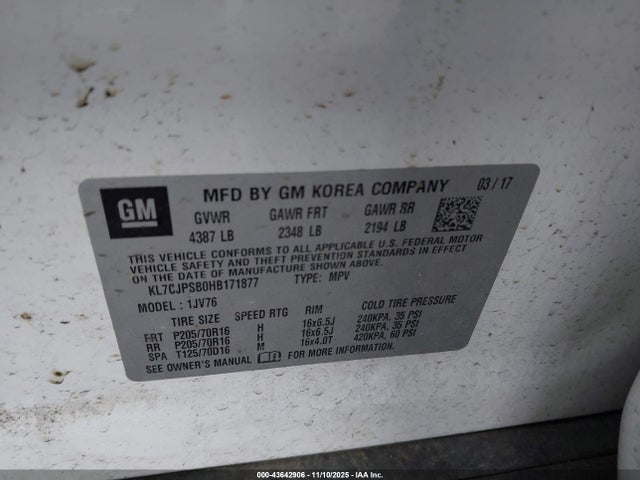 GM
MFD BY GM KOREA COMPANY 03/17
GVWR GAWR FRT GAWR RR
4387 LB 2348 LB 2194 LB
THIS VEHICLE CONFORMS TO ALL APPLICABLE U.S. FEDERAL MOTOR
VEHICLE SAFETY AND THEFT PREVENTION STANDARDS IN EFFECT
ON THE DATE OF MANUFACTURE SHOWN ABOVE.
KL7CJPSB0HB171877 TYPE: MPV
MODEL: 1JV76
TIRE SIZE SPEED RTG RIM COLD TIRE PRESSURE
FRT P205/70R16 H 16x6.5J 240KPA, 35 PSI
RR P205/70R16 H 16x6.5J 240KPA, 35 PSI
SPA T125/70D16 M 16x4.0T 420KPA, 60 PSI
SEE OWNER'S MANUAL FOR MORE INFORMATION.
000-43642906 - 11/10/2025 - IAA Inc.